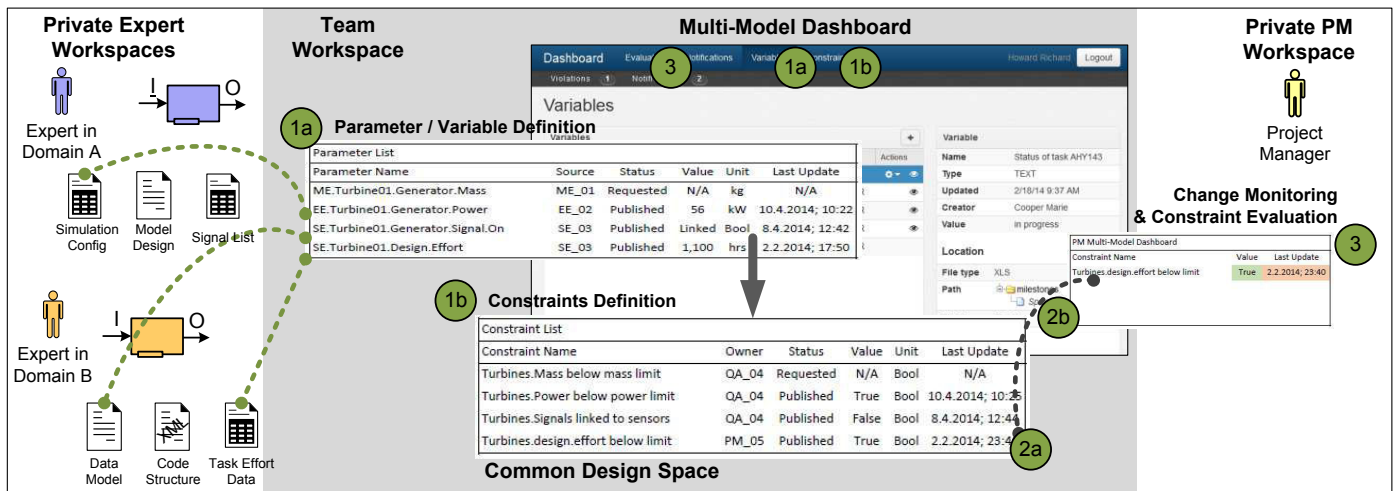 Private Expert
Workspaces
Team
Workspace
Multi-Model Dashboard
Private PM
Workspace
Dashboard
Violations 1
2
3
1a
1b
Howard Richard
Logout
Variables
Variables
+
Actions
Variable
Name Status of task AHY143
Type TEXT
Updated 2/18/14 9:37 AM
Creator Cooper Marie
Value in progress
Location
File type XLS
Path milestones
I O
Expert in
Domain A
Simulation
Config
Model
Design
Signal List
1a Parameter / Variable Definition
Parameter List
Parameter Name Source Status Value Unit Last Update
ME.Turbine01.Generator.Mass ME_01 Requested N/A kg N/A
EE.Turbine01.Generator.Power EE_02 Published 56 kW 10.4.2014; 10:22
SE.Turbine01.Generator.Signal.On SE_03 Published Linked Bool 8.4.2014; 12:42
SE.Turbine01.Design.Effort SE_03 Published 1,100 hrs 2.2.2014; 17:50
1b Constraints Definition
Constraint List
Constraint Name Owner Status Value Unit Last Update
Turbines.Mass below mass limit QA_04 Requested N/A Bool N/A
Turbines.Power below power limit QA_04 Published True Bool 10.4.2014; 10:25
Turbines.Signals linked to sensors QA_04 Published False Bool 8.4.2014; 12:44
Turbines.design.effort below limit PM_05 Published True Bool 2.2.2014;
2a
2b
Common Design Space
I O
Expert in
Domain B
XML
Data
Model
Code
Structure
Task Effort
Data
Project
Manager
Change Monitoring
& Constraint Evaluation
3
PM Multi-Model Dashboard
Constraint Name Value Last Update
Turbines.design.effort below limit True 2.2.2014; 23:40